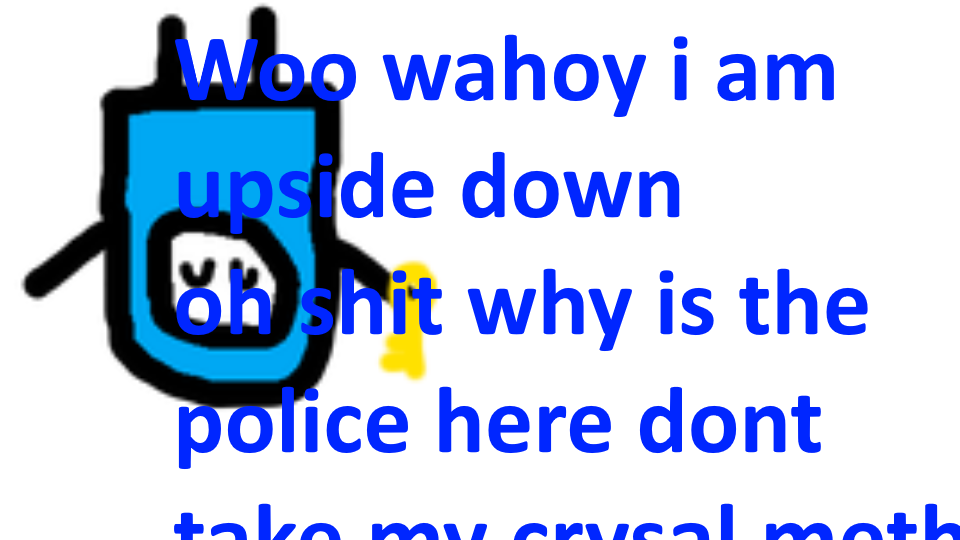 Woo wahoy i am
upside down
oh shit why is the
police here dont
take my crysal meth